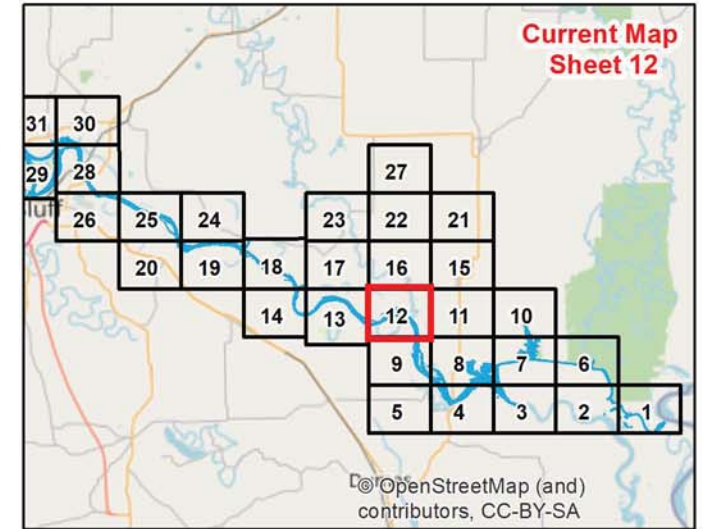 Current Map
Sheet 12
31 30
29 28 27
26 25 24 23 22 21
20 19 18 17 16 15
14 13 12 11 10
9 8 7 6
5 4 3 2 1
© OpenStreetMap (and)
contributors, CC-BY-SA